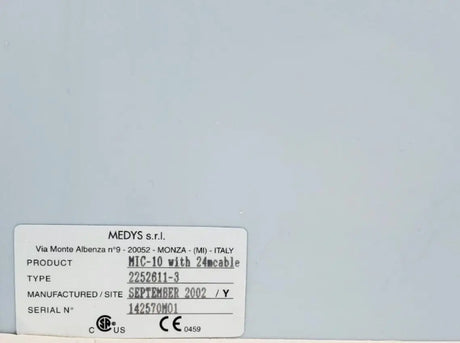 MEDYS s.r.l.
Via Monte Albenza n°9 - 20052 - MONZA - (MI) - ITALY
PRODUCT MIC-10 with 24mcable
TYPE 2252611-3
MANUFACTURED / SITE SEPTEMBER 2002 / Y
SERIAL N° 142570M01
C SA US CE 0459